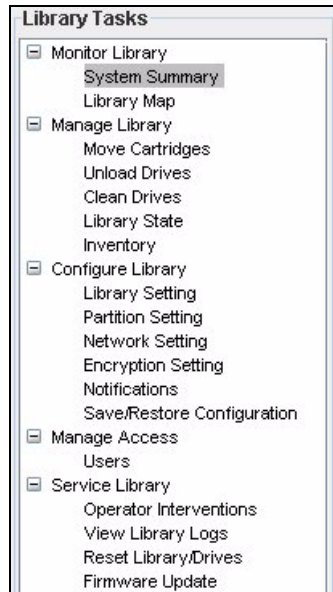 Library Tasks
Monitor Library
System Summary
Library Map
Manage Library
Move Cartridges
Unload Drives
Clean Drives
Library State
Inventory
Configure Library
Library Setting
Partition Setting
Network Setting
Encryption Setting
Notifications
Save/Restore Configuration
Manage Access
Users
Service Library
Operator Interventions
View Library Logs
Reset Library/Drives
Firmware Update